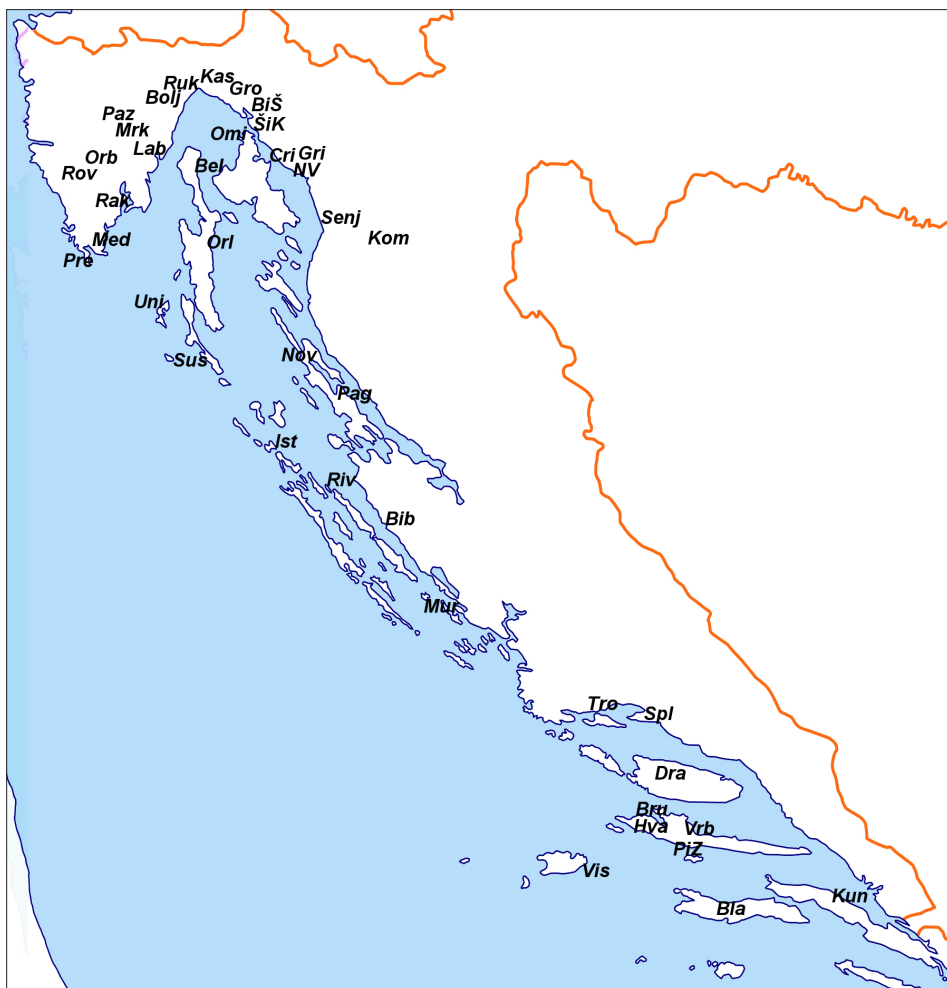 Kas
Ruk
Gro
Bolj
BiŠ
Paz
ŠiK
Mrk
Omi
Lab
Cri
Gri
Orb
Bel
NV
Rov
Rak
Senj
Med
Orl
Kom
Pre
Uni
Nov
Sus
Pag
Ist
Riv
Bib
Mur
Tro
Spl
Dra
Bru
Hva
Vrb
PiZ
Vis
Kun
Bla